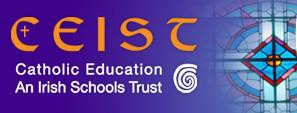 CEIST
Catholic Education
An Irish Schools Trust